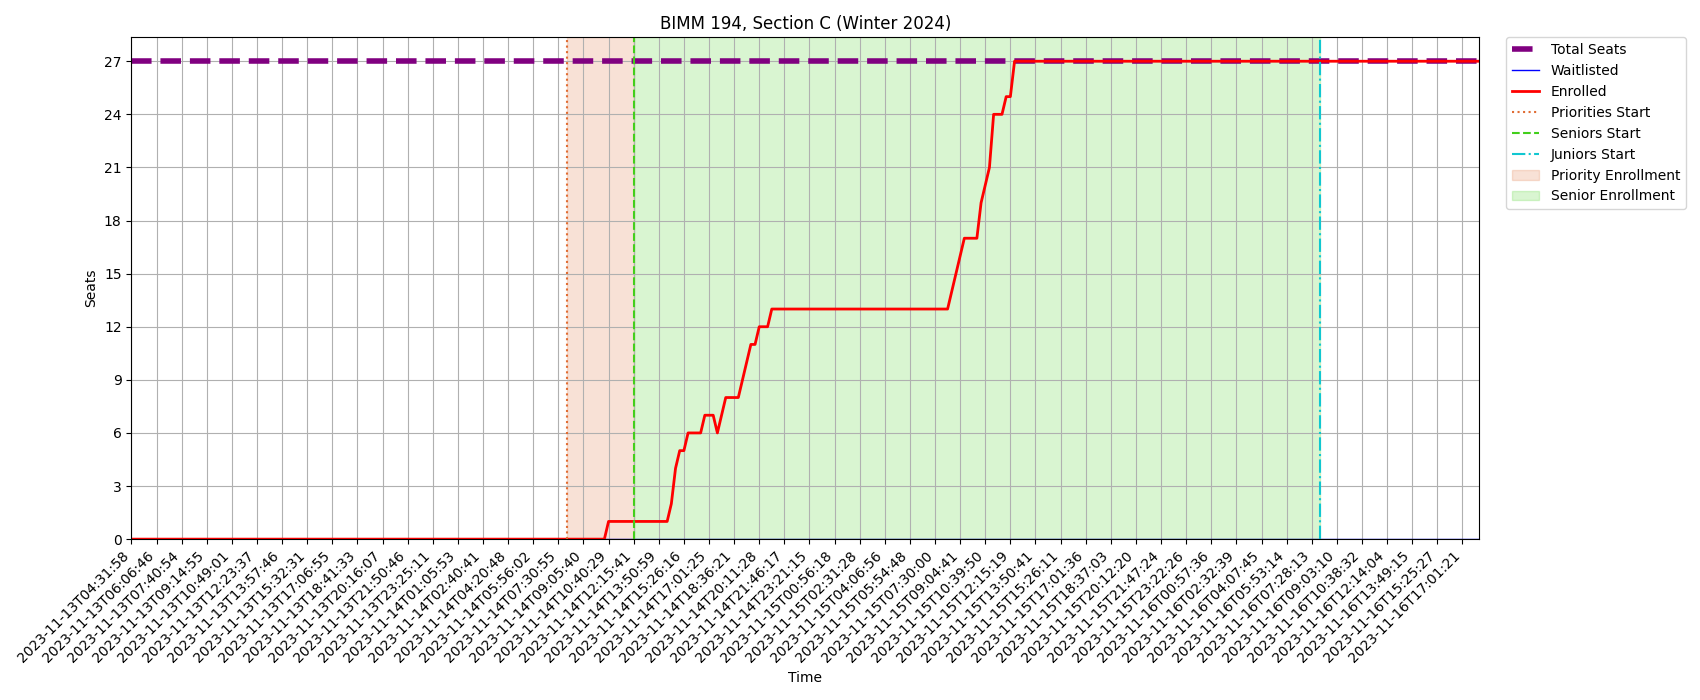 BIMM 194, Section C (Winter 2024)
Total Seats
Waitlisted
Enrolled
Priorities Start
Seniors Start
Juniors Start
Priority Enrollment
Senior Enrollment
Seats
27
24
21
18
15
12
9
6
3
0
2023-11-13T04:31:58
2023-11-13T06:06:46
2023-11-13T07:40:54
2023-11-13T09:14:55
2023-11-13T10:49:01
2023-11-13T12:23:37
2023-11-13T13:57:46
2023-11-13T15:32:31
2023-11-13T17:06:55
2023-11-13T18:41:33
2023-11-13T20:16:07
2023-11-13T21:50:46
2023-11-13T23:25:11
2023-11-14T01:05:53
2023-11-14T02:40:41
2023-11-14T04:20:48
2023-11-14T05:56:02
2023-11-14T07:30:55
2023-11-14T09:05:40
2023-11-14T10:40:29
2023-11-14T12:15:41
2023-11-14T13:50:59
2023-11-14T15:26:16
2023-11-14T17:01:25
2023-11-14T18:36:21
2023-11-14T20:11:28
2023-11-14T21:46:17
2023-11-14T23:21:15
2023-11-15T00:56:18
2023-11-15T02:31:28
2023-11-15T04:06:56
2023-11-15T05:54:48
2023-11-15T07:30:00
2023-11-15T09:04:41
2023-11-15T10:39:50
2023-11-15T12:15:19
2023-11-15T13:50:41
2023-11-15T15:26:11
2023-11-15T17:01:36
2023-11-15T18:37:03
2023-11-15T20:12:20
2023-11-15T21:47:24
2023-11-15T23:22:26
2023-11-16T00:57:36
2023-11-16T02:32:39
2023-11-16T04:07:45
2023-11-16T05:53:14
2023-11-16T07:28:13
2023-11-16T09:03:10
2023-11-16T10:38:32
2023-11-16T12:14:04
2023-11-16T13:49:15
2023-11-16T15:25:27
2023-11-16T17:01:21
Time